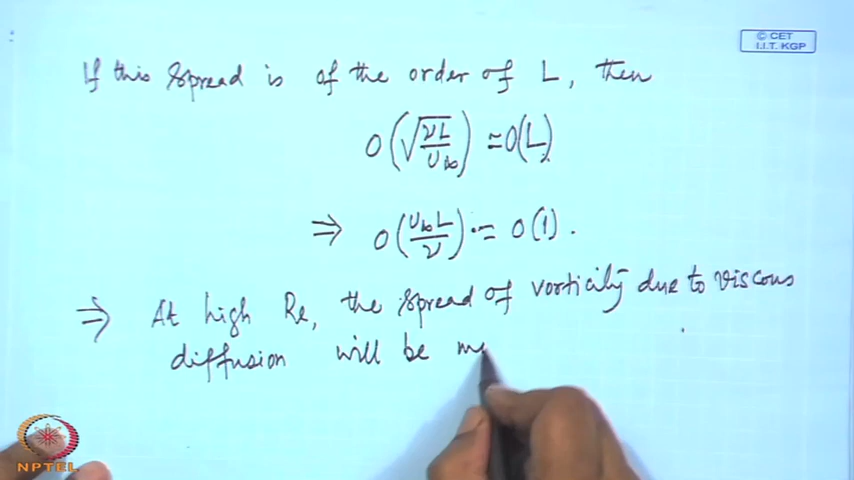 © CET
I.I.T. KGP
If this spread is of the order of L, then
O(√(νL/U∞)) ≃ O(L).
⇒ O(U∞L/ν) ≃ O(1).
⇒ At high Re, the spread of vorticity due to viscous
diffusion will be
NPTEL